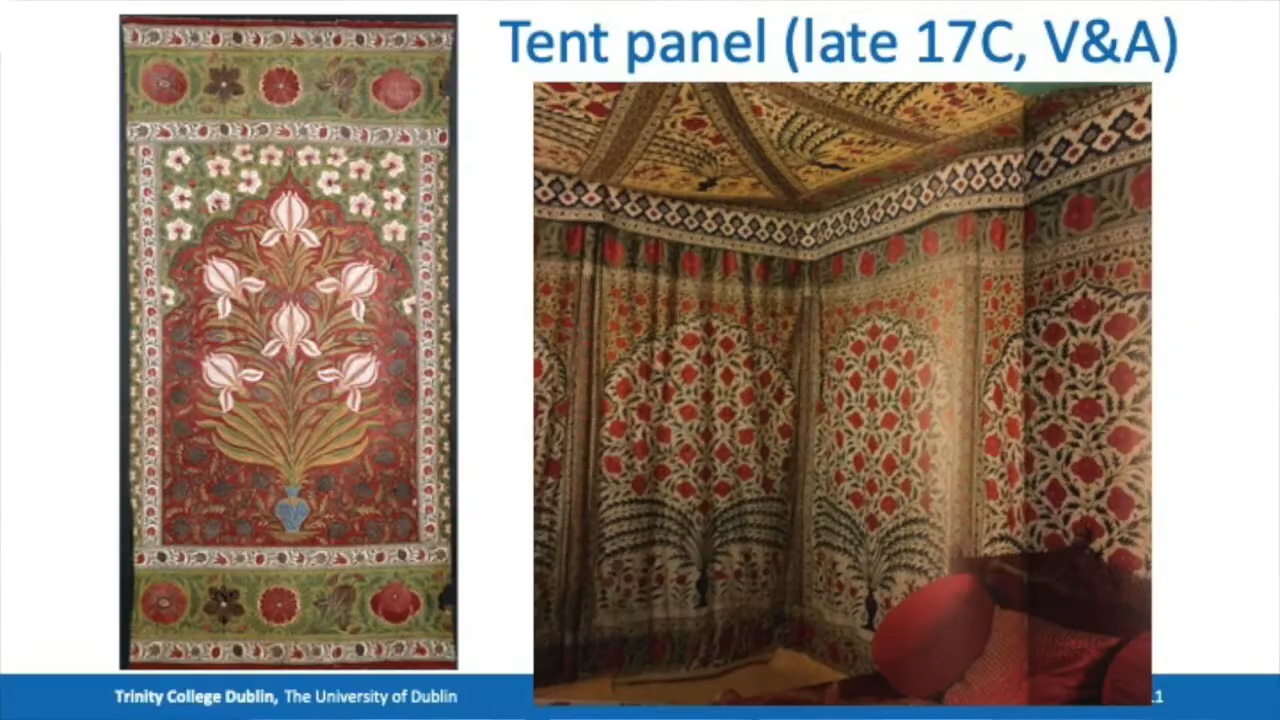 Tent panel (late 17C, V&A)
Trinity College Dublin, The University of Dublin